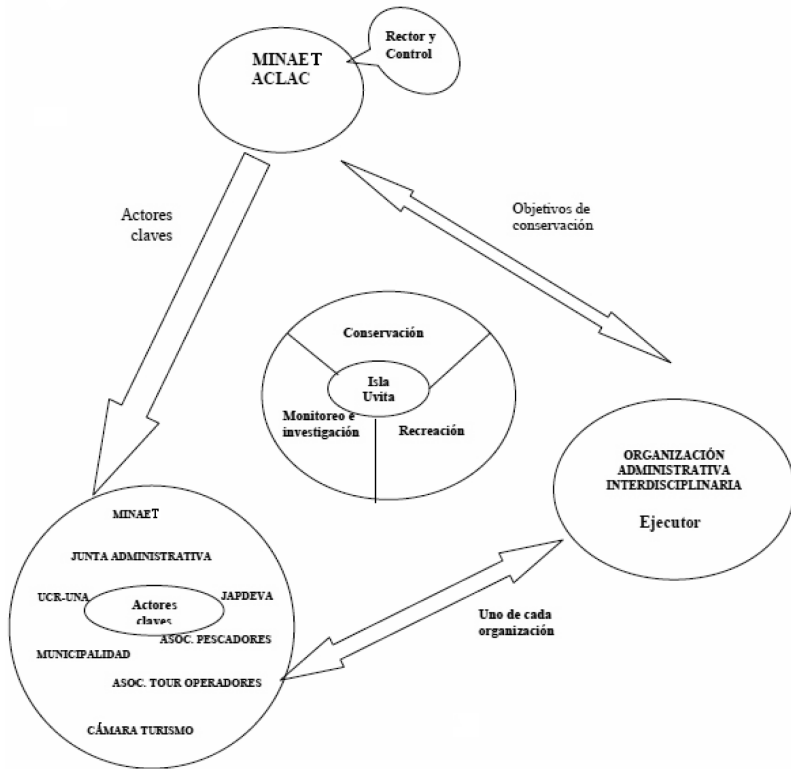 Rector y
Control
MINAET
ACLAC
Actores
claves
Objetivos de
conservación
Conservación
Isla
Uvita
Monitoreo e
investigación
Recreación
ORGANIZACIÓN
ADMINISTRATIVA
INTERDISCIPLINARIA
Ejecutor
MINAET
JUNTA ADMINISTRATIVA
UCR-UNA
JAPDEVA
Actores
claves
ASOC. PESCADORES
MUNICIPALIDAD
ASOC. TOUR OPERADORES
CÁMARA TURISMO
Uno de cada
organización